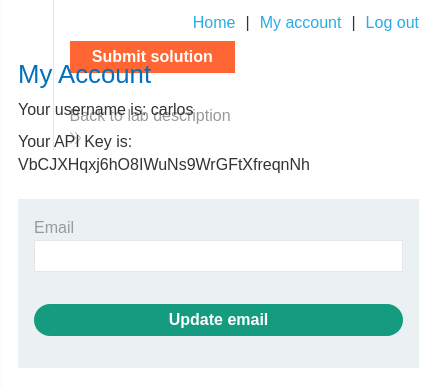 Home | My account | Log out
Submit solution
My Account
Your username is: carlos
Back to lab description
Your API Key is:
VbCJXHqxj6hO8IWuNs9WrGFtXfreqnNh
Email
Update email